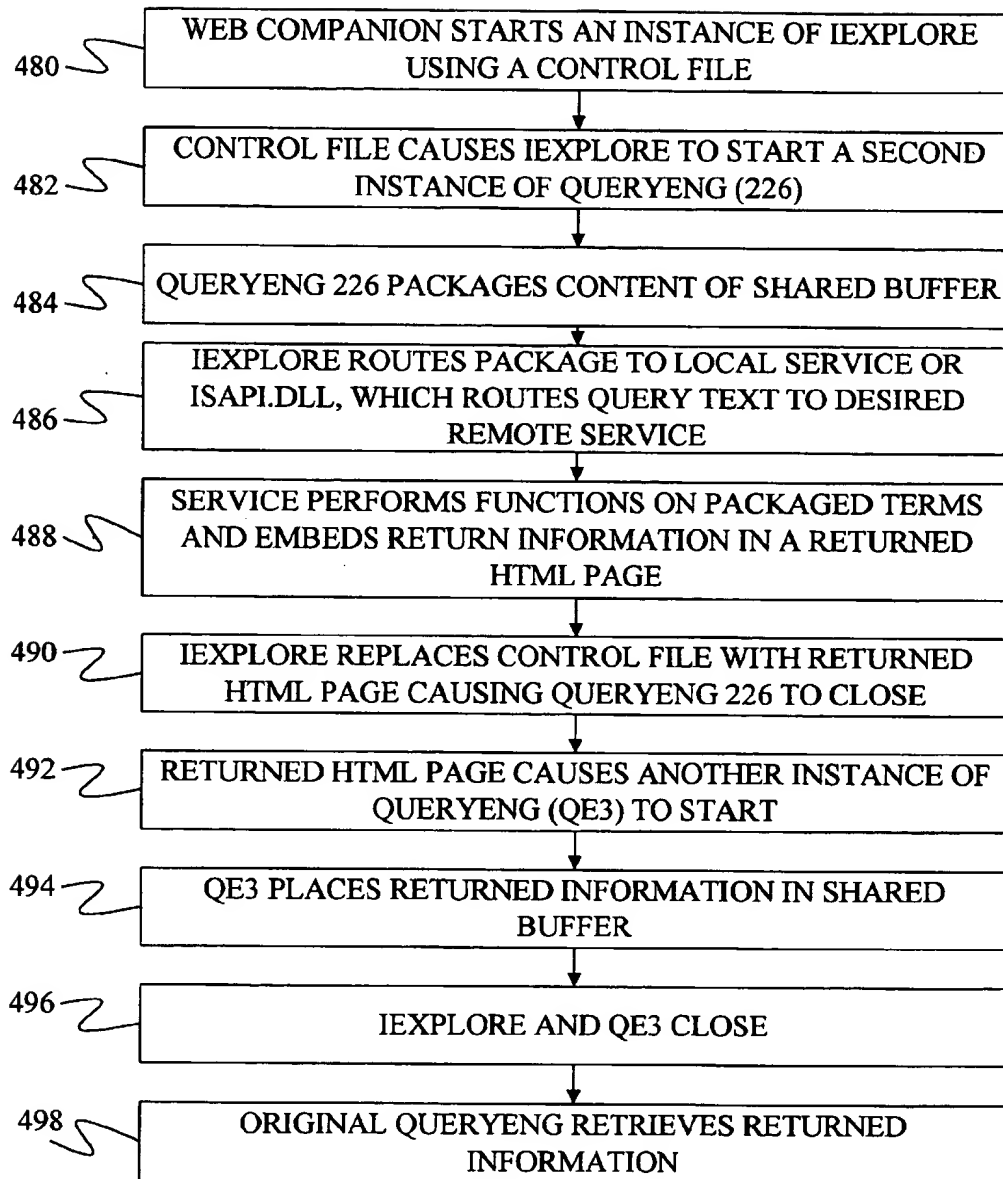 480
WEB COMPANION STARTS AN INSTANCE OF IEXPLORE
USING A CONTROL FILE
482
CONTROL FILE CAUSES IEXPLORE TO START A SECOND
INSTANCE OF QUERYENG (226)
484
QUERYENG 226 PACKAGES CONTENT OF SHARED BUFFER
486
IEXPLORE ROUTES PACKAGE TO LOCAL SERVICE OR
ISAPI.DLL, WHICH ROUTES QUERY TEXT TO DESIRED
REMOTE SERVICE
488
SERVICE PERFORMS FUNCTIONS ON PACKAGED TERMS
AND EMBEDS RETURN INFORMATION IN A RETURNED
HTML PAGE
490
IEXPLORE REPLACES CONTROL FILE WITH RETURNED
HTML PAGE CAUSING QUERYENG 226 TO CLOSE
492
RETURNED HTML PAGE CAUSES ANOTHER INSTANCE OF
QUERYENG (QE3) TO START
494
QE3 PLACES RETURNED INFORMATION IN SHARED
BUFFER
496
IEXPLORE AND QE3 CLOSE
498
ORIGINAL QUERYENG RETRIEVES RETURNED
INFORMATION